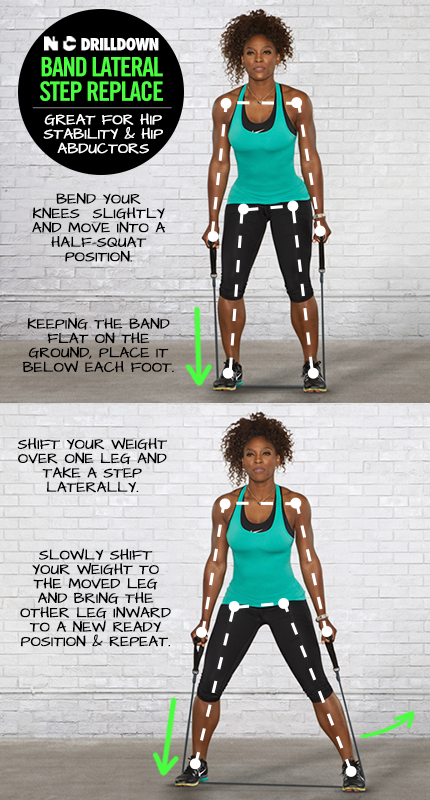 N+C DRILLDOWN
BAND LATERAL
STEP REPLACE
GREAT FOR HIP
STABILITY & HIP
ABDUCTORS
BEND YOUR
KNEES SLIGHTLY
AND MOVE INTO A
HALF-SQUAT
POSITION.
KEEPING THE BAND
FLAT ON THE
GROUND, PLACE IT
BELOW EACH FOOT.
SHIFT YOUR WEIGHT
OVER ONE LEG AND
TAKE A STEP
LATERALLY.
SLOWLY SHIFT
YOUR WEIGHT TO
THE MOVED LEG
AND BRING THE
OTHER LEG INWARD
TO A NEW READY
POSITION & REPEAT.